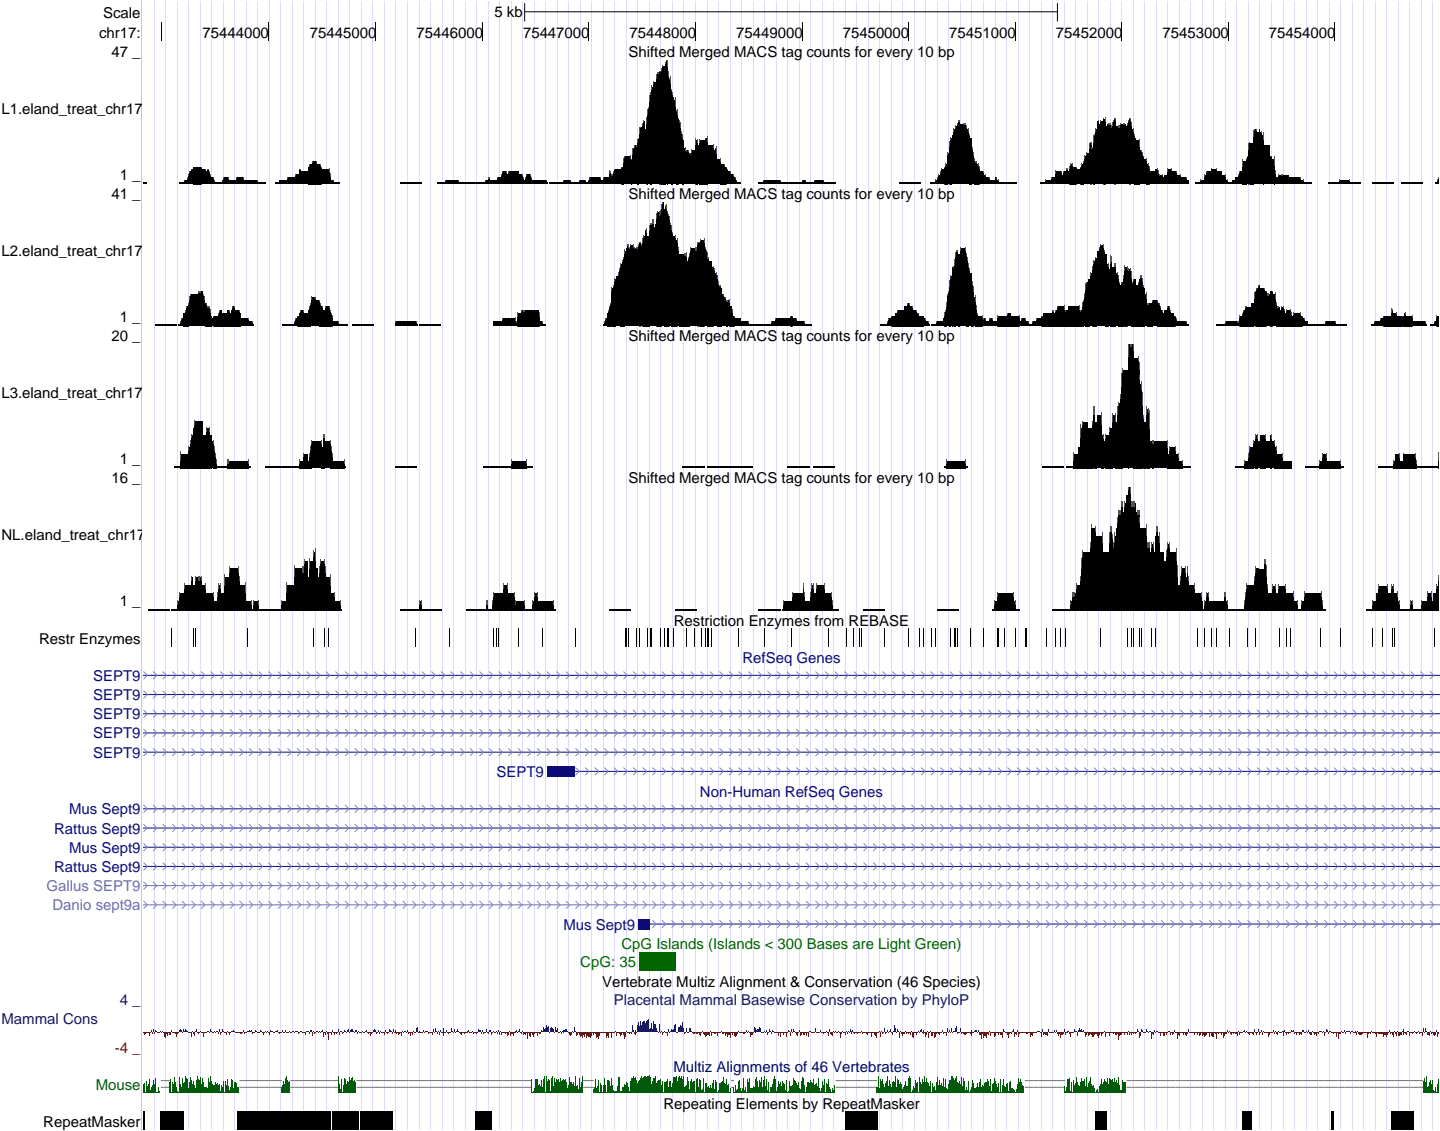 Scale 5 kb
chr17: 75444000 75445000 75446000 75447000 75448000 75449000 75450000 75451000 75452000 75453000 75454000
Shifted Merged MACS tag counts for every 10 bp
47 _
L1.eland_treat_chr17
1 _
Shifted Merged MACS tag counts for every 10 bp
41 _
L2.eland_treat_chr17
1 _
Shifted Merged MACS tag counts for every 10 bp
20 _
L3.eland_treat_chr17
1 _
Shifted Merged MACS tag counts for every 10 bp
16 _
NL.eland_treat_chr17
1 _
Restriction Enzymes from REBASE
Restr Enzymes
RefSeq Genes
SEPT9
SEPT9
SEPT9
SEPT9
SEPT9
SEPT9
Non-Human RefSeq Genes
Mus Sept9
Rattus Sept9
Mus Sept9
Rattus Sept9
Gallus SEPT9
Danio sept9a
Mus Sept9
CpG Islands (Islands < 300 Bases are Light Green)
CpG: 35
Vertebrate Multiz Alignment & Conservation (46 Species)
Placental Mammal Basewise Conservation by PhyloP
4 _
Mammal Cons
-4 _
Multiz Alignments of 46 Vertebrates
Mouse
Repeating Elements by RepeatMasker
RepeatMasker